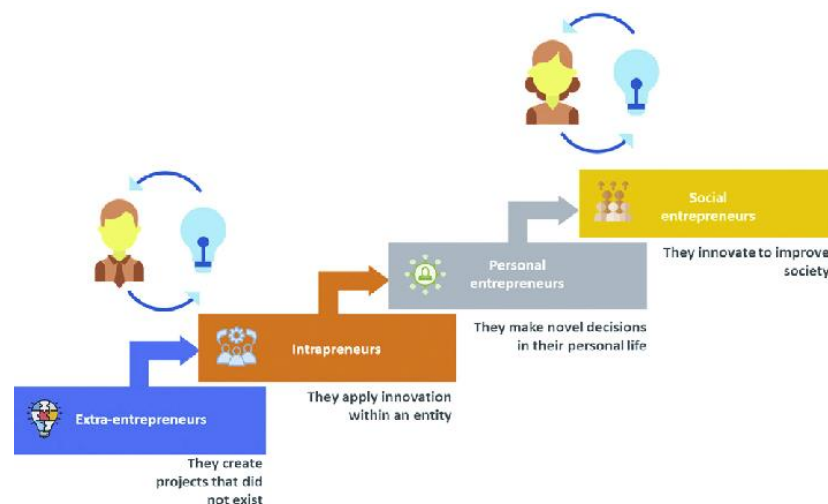 Social
entrepreneurs
They innovate to improve
society
Personal
entrepreneurs
They make novel decisions
in their personal life
Intrapreneurs
They apply innovation
within an entity
Extra-entrepreneurs
They create
projects that did
not exist